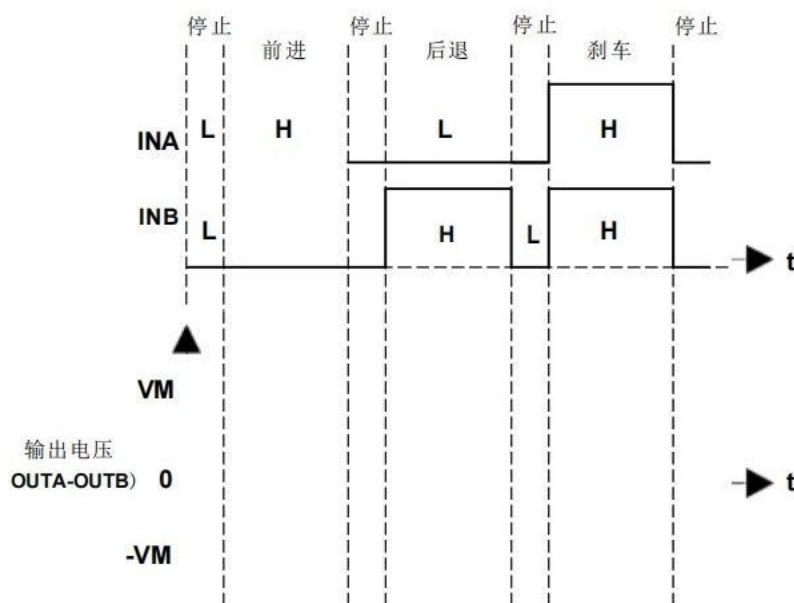 停止 停止 停止 停止
前进 后退 刹车
INA L H L H
INB L H L H
t
VM
输出电压
OUTA-OUTB) 0 t
-VM